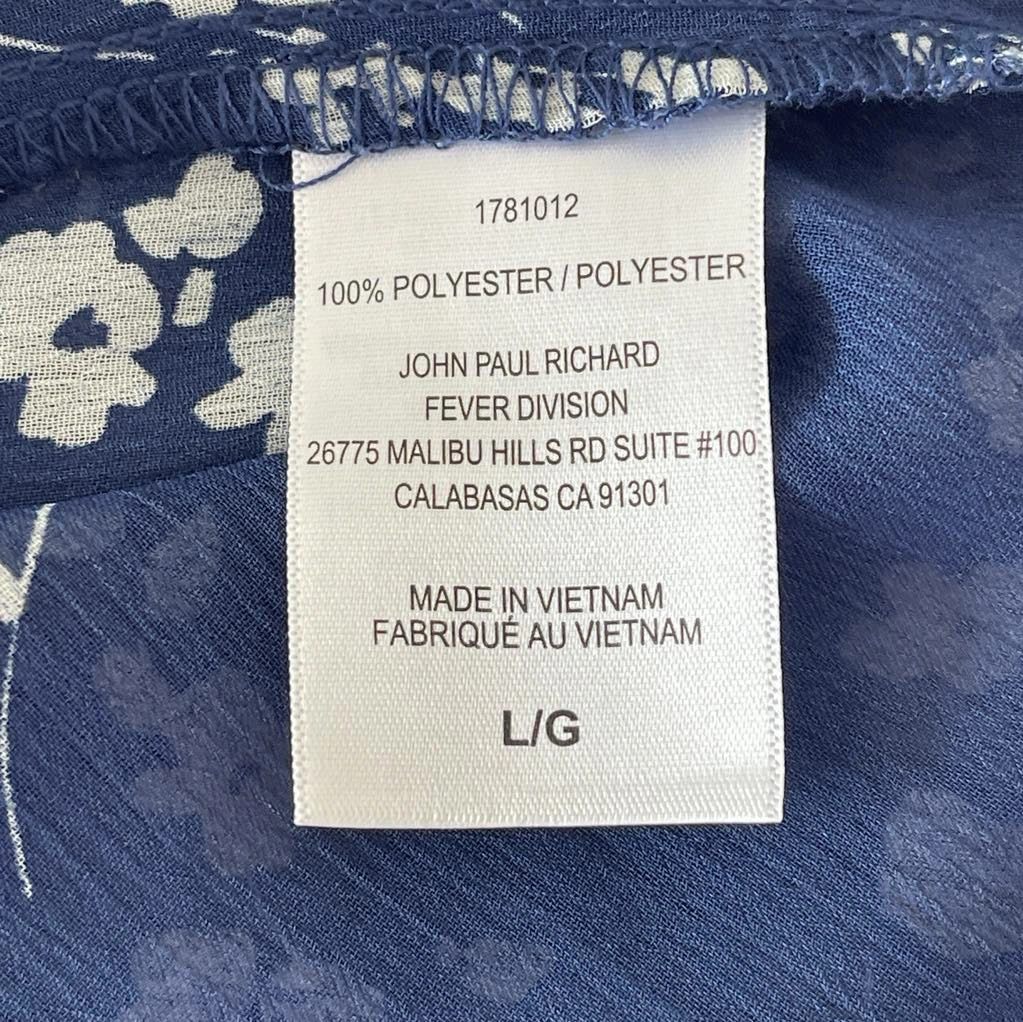 1781012
100% POLYESTER / POLYESTER
JOHN PAUL RICHARD
FEVER DIVISION
26775 MALIBU HILLS RD SUITE #100
CALABASAS CA 91301
MADE IN VIETNAM
FABRIQUÉ AU VIETNAM
L/G